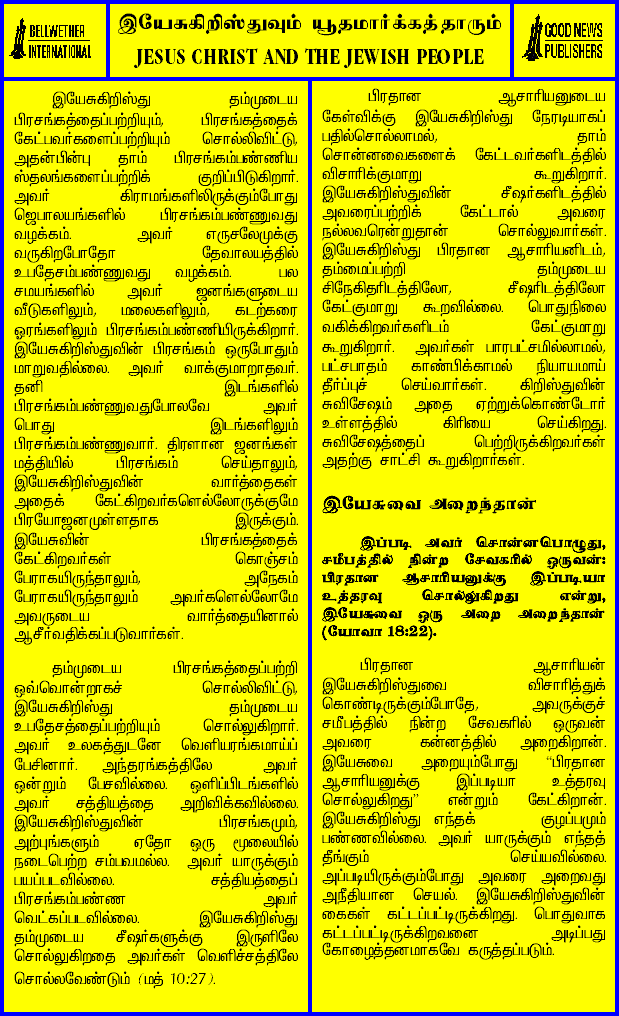 BELLWETHER
INTERNATIONAL
இயேசுகிறிஸ்துவும் யூதமார்க்கத்தாரும்
JESUS CHRIST AND THE JEWISH PEOPLE
GOOD NEWS
PUBLISHERS
இயேசுகிறிஸ்து தம்முடைய
பிரசங்கத்தைப்பற்றியும், பிரசங்கத்தைக்
கேட்பவர்களைப்பற்றியும் சொல்லிவிட்டு,
அதன்பின்பு தாம் பிரசங்கம்பண்ணிய
ஸ்தலங்களைப்பற்றிக் குறிப்பிடுகிறார்.
அவர் கிராமங்களிலிருக்கும்போது
ஜெபாலயங்களில் பிரசங்கம்பண்ணுவது
வழக்கம். அவர் எருசலேமுக்கு
வருகிறபோதோ தேவாலயத்தில்
உபதேசம்பண்ணுவது வழக்கம். பல
சமயங்களில் அவர் ஜனங்களுடைய
வீடுகளிலும், மலைகளிலும், கடற்கரை
ஓரங்களிலும் பிரசங்கம்பண்ணியிருக்கிறார்.
இயேசுகிறிஸ்துவின் பிரசங்கம் ஒருபோதும்
மாறுவதில்லை. அவர் வாக்குமாறாதவர்.
தனி இடங்களில்
பிரசங்கம்பண்ணுவதுபோலவே அவர்
பொது இடங்களிலும்
பிரசங்கம்பண்ணுவார். திரளான ஜனங்கள்
மத்தியில் பிரசங்கம் செய்தாலும்,
இயேசுகிறிஸ்துவின் வார்த்தைகள்
அதைக் கேட்கிறவர்களெல்லோருக்குமே
பிரயோஜனமுள்ளதாக இருக்கும்.
இயேசுவின் பிரசங்கத்தைக்
கேட்கிறவர்கள் கொஞ்சம்
பேராகயிருந்தாலும், அநேகம்
பேராகயிருந்தாலும் அவர்களெல்லோமே
அவருடைய வார்த்தையினால்
ஆசீர்வதிக்கப்படுவார்கள்.
தம்முடைய பிரசங்கத்தைப்பற்றி
ஒவ்வொன்றாகச் சொல்லிவிட்டு,
இயேசுகிறிஸ்து தம்முடைய
உபதேசத்தைப்பற்றியும் சொல்லுகிறார்.
அவர் உலகத்துடனே வெளியரங்கமாய்ப்
பேசினார். அந்தரங்கத்திலே அவர்
ஒன்றும் பேசவில்லை. ஒளிப்பிடங்களில்
அவர் சத்தியத்தை அறிவிக்கவில்லை.
இயேசுகிறிஸ்துவின் பிரசங்கமும்,
அற்புங்களும் ஏதோ ஒரு மூலையில்
நடைபெற்ற சம்பவமல்ல. அவர் யாருக்கும்
பயப்படவில்லை. சத்தியத்தைப்
பிரசங்கம்பண்ண அவர்
வெட்கப்படவில்லை. இயேசுகிறிஸ்து
தம்முடைய சீஷர்களுக்கு இருளிலே
சொல்லுகிறதை அவர்கள் வெளிச்சத்திலே
சொல்லவேண்டும் (மத் 10:27).
பிரதான ஆசாரியனுடைய
கேள்விக்கு இயேசுகிறிஸ்து நேரடியாகப்
பதில்சொல்லாமல், தாம்
சொன்னவைகளைக் கேட்டவர்களிடத்தில்
விசாரிக்குமாறு கூறுகிறார்.
இயேசுகிறிஸ்துவின் சீஷர்களிடத்தில்
அவரைப்பற்றிக் கேட்டால் அவரை
நல்லவரென்றுதான் சொல்லுவார்கள்.
இயேசுகிறிஸ்து பிரதான ஆசாரியனிடம்,
தம்மைப்பற்றி தம்முடைய
சிநேகிதரிடத்திலோ, சீஷரிடத்திலோ
கேட்குமாறு கூறவில்லை. பொதுநிலை
வகிக்கிறவர்களிடம் கேட்குமாறு
கூறுகிறார். அவர்கள் பாரபட்சமில்லாமல்,
பட்சபாதம் காண்பிக்காமல் நியாயமாய்
தீர்ப்புச் செய்வார்கள். கிறிஸ்துவின்
சுவிசேஷம் அதை ஏற்றுக்கொண்டோர்
உள்ளத்தில் கிரியை செய்கிறது.
சுவிசேஷத்தைப் பெற்றிருக்கிறவர்கள்
அதற்கு சாட்சி கூறுகிறார்கள்.
இயேசுவை அறைந்தான்
இப்படி அவர் சொன்னபொழுது,
சமீபத்தில் நின்ற சேவகரில் ஒருவன்:
பிரதான ஆசாரியனுக்கு இப்படியா
உத்தரவு சொல்லுகிறது என்று,
இயேசுவை ஒரு அறை அறைந்தான்
(யோவா 18:22).
பிரதான ஆசாரியன்
இயேசுகிறிஸ்துவை விசாரித்துக்
கொண்டிருக்கும்போதே, அவருக்குச்
சமீபத்தில் நின்ற சேவகரில் ஒருவன்
அவரை கன்னத்தில் அறைகிறான்.
இயேசுவை அறையும்போது “பிரதான
ஆசாரியனுக்கு இப்படியா உத்தரவு
சொல்லுகிறது” என்றும் கேட்கிறான்.
இயேசுகிறிஸ்து எந்தக் குழப்பமும்
பண்ணவில்லை. அவர் யாருக்கும் எந்தத்
தீங்கும் செய்யவில்லை.
அப்படியிருக்கும்போது அவரை அறைவது
அநீதியான செயல். இயேசுகிறிஸ்துவின்
கைகள் கட்டப்பட்டிருக்கிறது. பொதுவாக
கட்டப்பட்டிருக்கிறவனை அடிப்பது
கோழைத்தனமாகவே கருத்தப்படும்.